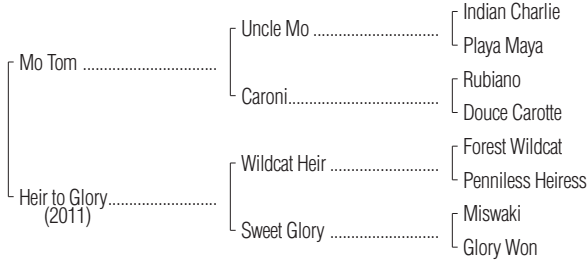 Indian Charlie
Uncle Mo ................................
Playa Maya
Mo Tom ..................................
Rubiano
Caroni......................................
Douce Carotte
Forest Wildcat
Wildcat Heir ............................
Penniless Heiress
Heir to Glory...........................
(2011)
Miswaki
Sweet Glory ...........................
Glory Won